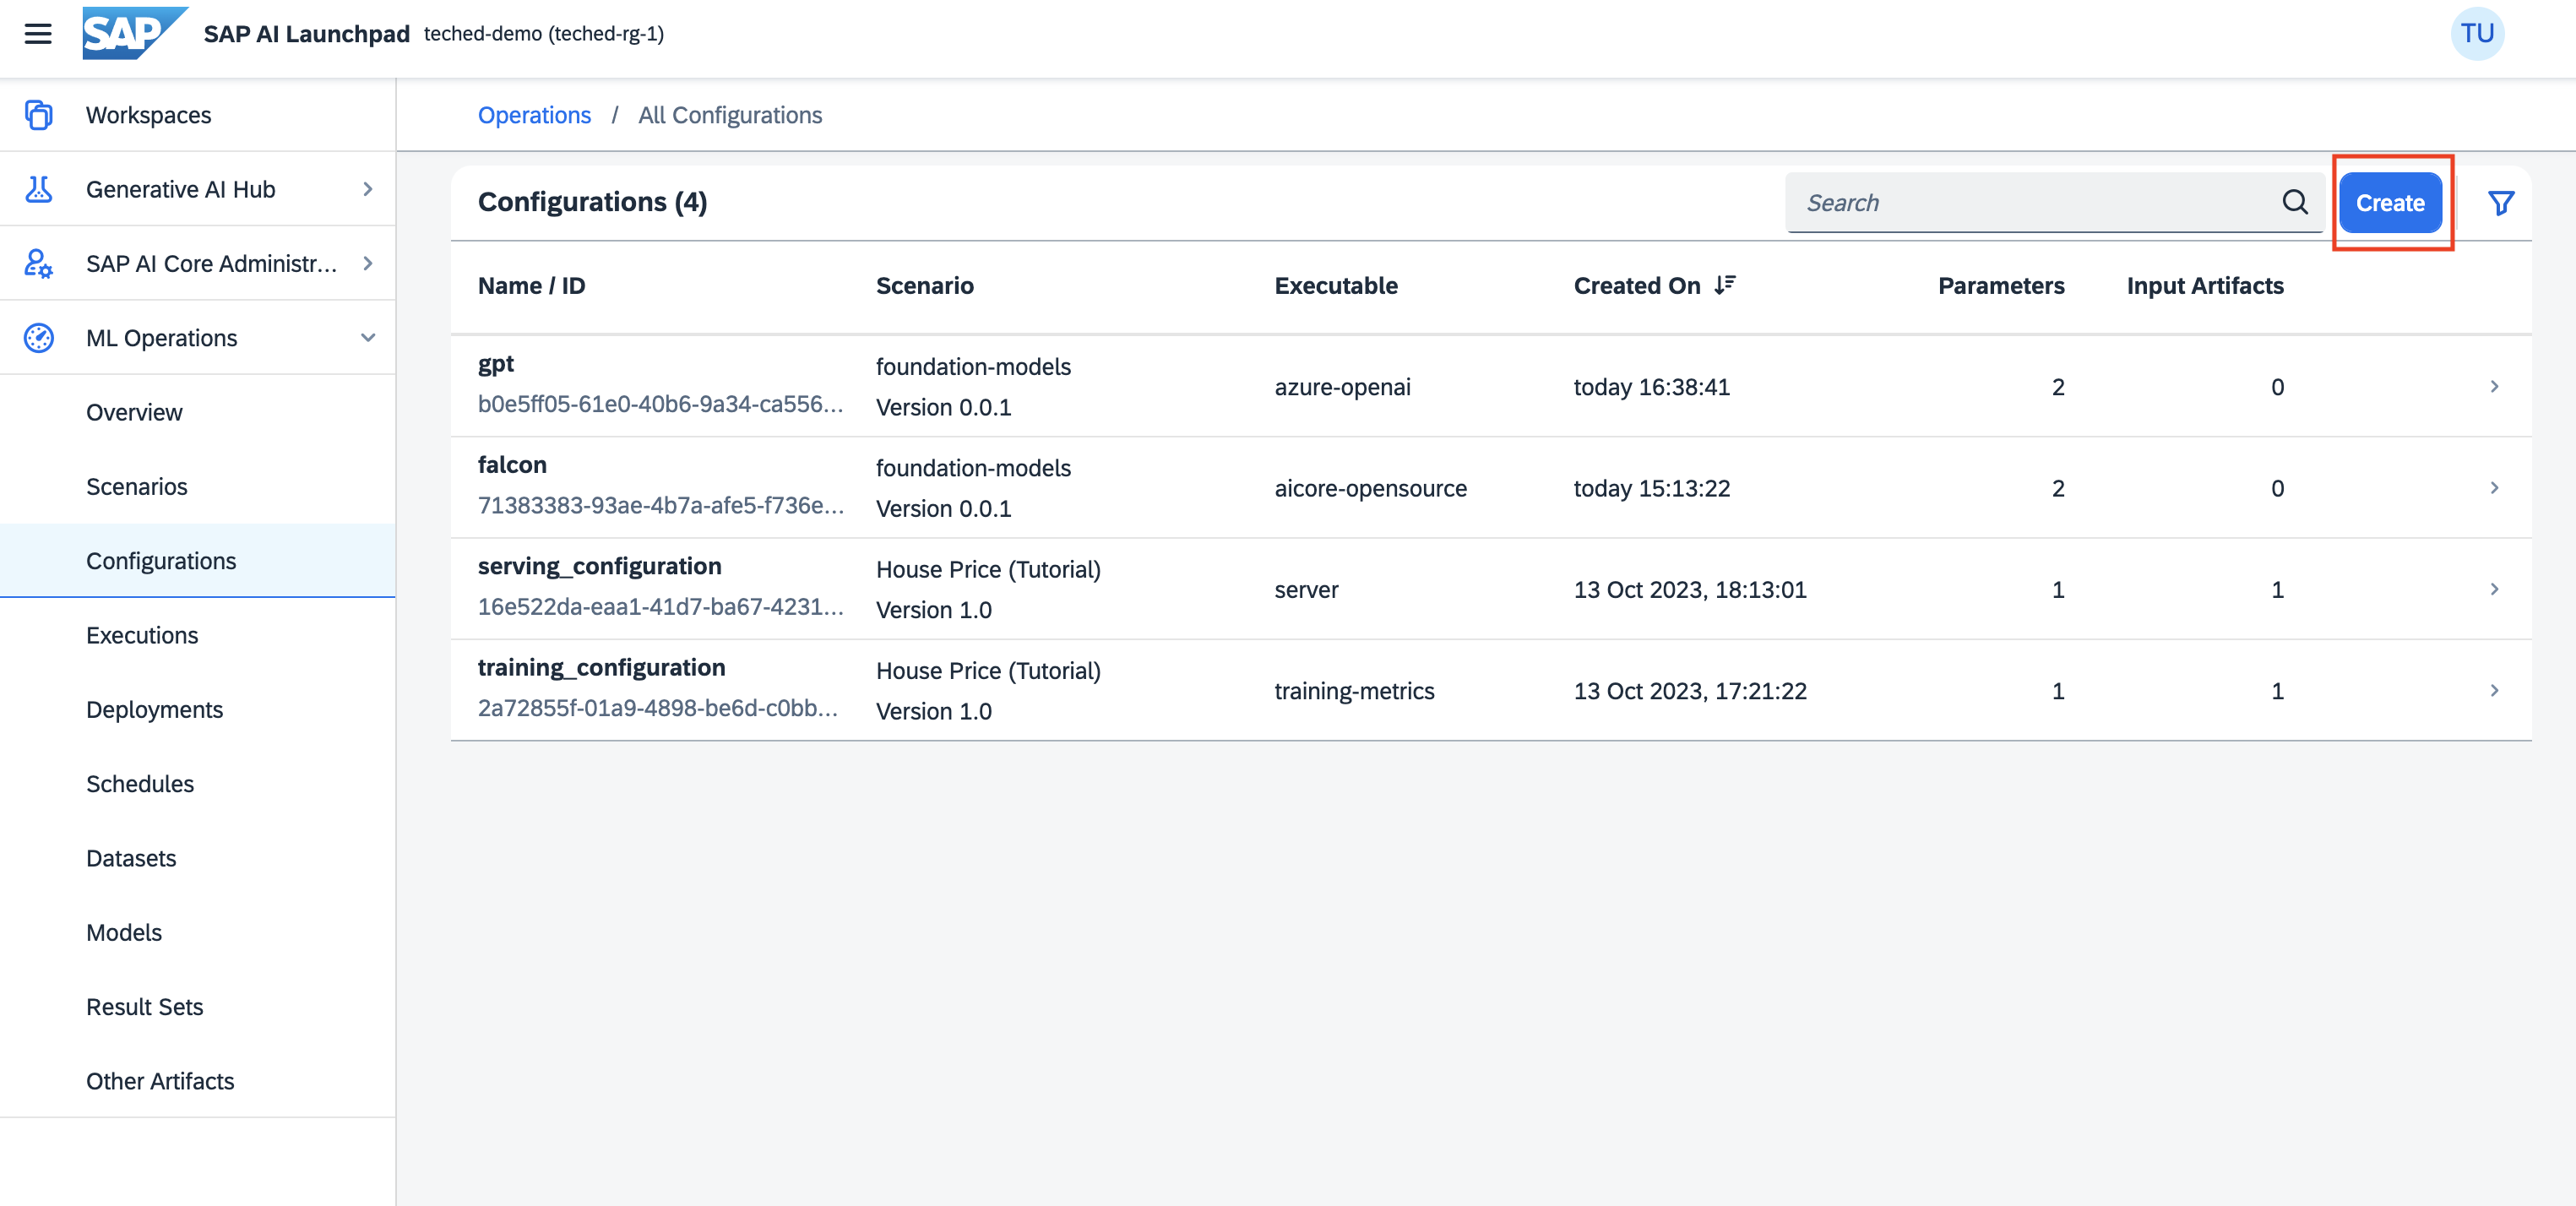 SAP SAP AI Launchpad teched-demo (teched-rg-1) TU
Workspaces
Generative AI Hub
SAP AI Core Administr...
ML Operations
Overview
Scenarios
Configurations
Executions
Deployments
Schedules
Datasets
Models
Result Sets
Other Artifacts
Operations / All Configurations
Configurations (4) Search Create
Name / ID Scenario Executable Created On Parameters Input Artifacts
gpt foundation-models azure-openai today 16:38:41 2 0
b0e5ff05-61e0-40b6-9a34-ca556... Version 0.0.1
falcon foundation-models aicore-opensource today 15:13:22 2 0
71383383-93ae-4b7a-afe5-f736e... Version 0.0.1
serving_configuration House Price (Tutorial) server 13 Oct 2023, 18:13:01 1 1
16e522da-eaa1-41d7-ba67-4231... Version 1.0
training_configuration House Price (Tutorial) training-metrics 13 Oct 2023, 17:21:22 1 1
2a72855f-01a9-4898-be6d-c0bb... Version 1.0